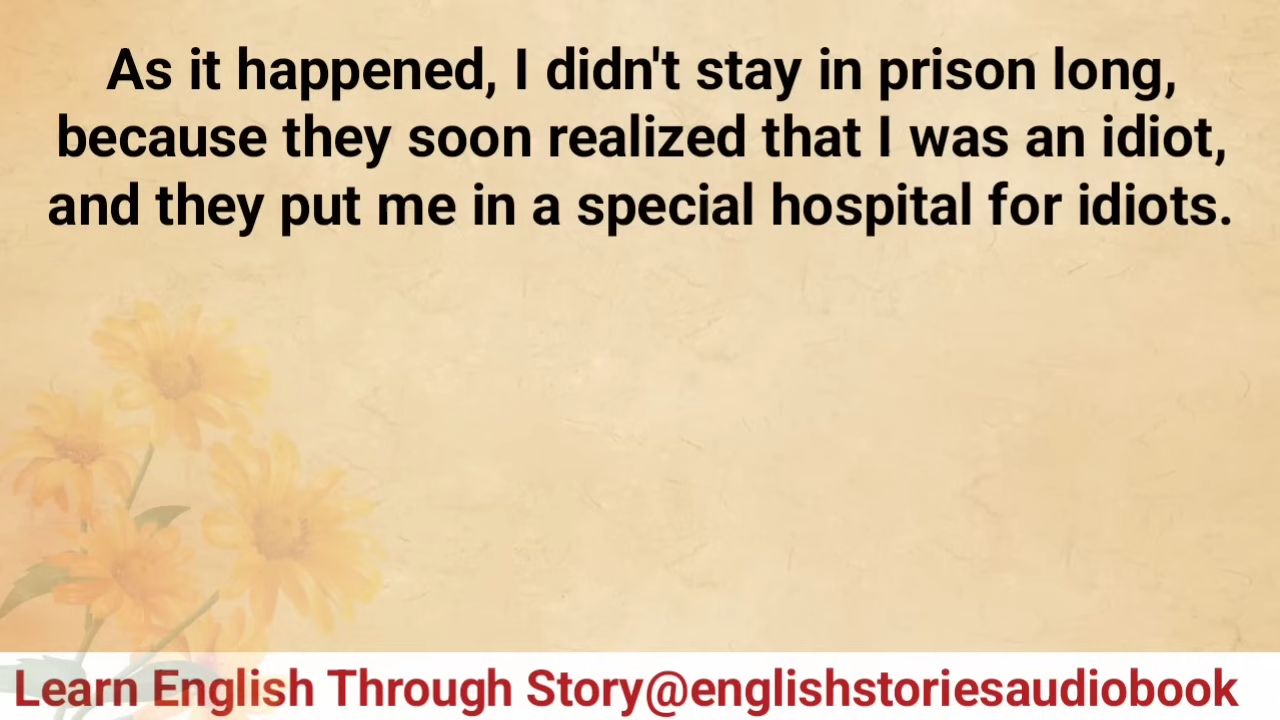 As it happened, I didn't stay in prison long,
because they soon realized that I was an idiot,
and they put me in a special hospital for idiots.
Learn English Through Story@englishstoriesaudiobook